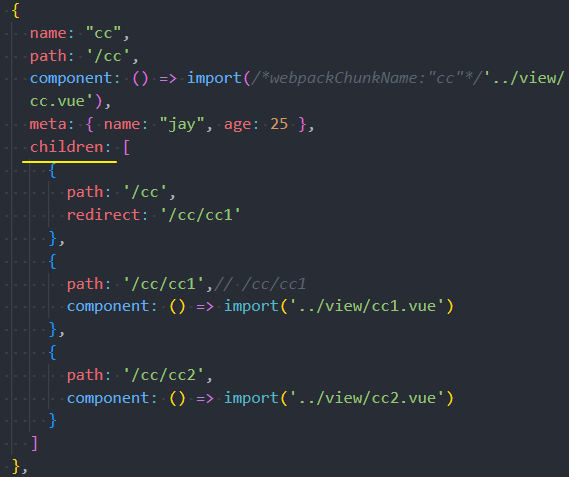 {
  name: "cc",
  path: '/cc',
  component: () => import(/*webpackChunkName:"cc"*/'../view/
  cc.vue'),
  meta: { name: "jay", age: 25 },
  children: [
    {
      path: '/cc',
      redirect: '/cc/cc1'
    },
    {
      path: '/cc/cc1',// /cc/cc1
      component: () => import('../view/cc1.vue')
    },
    {
      path: '/cc/cc2',
      component: () => import('../view/cc2.vue')
    }
  ]
},